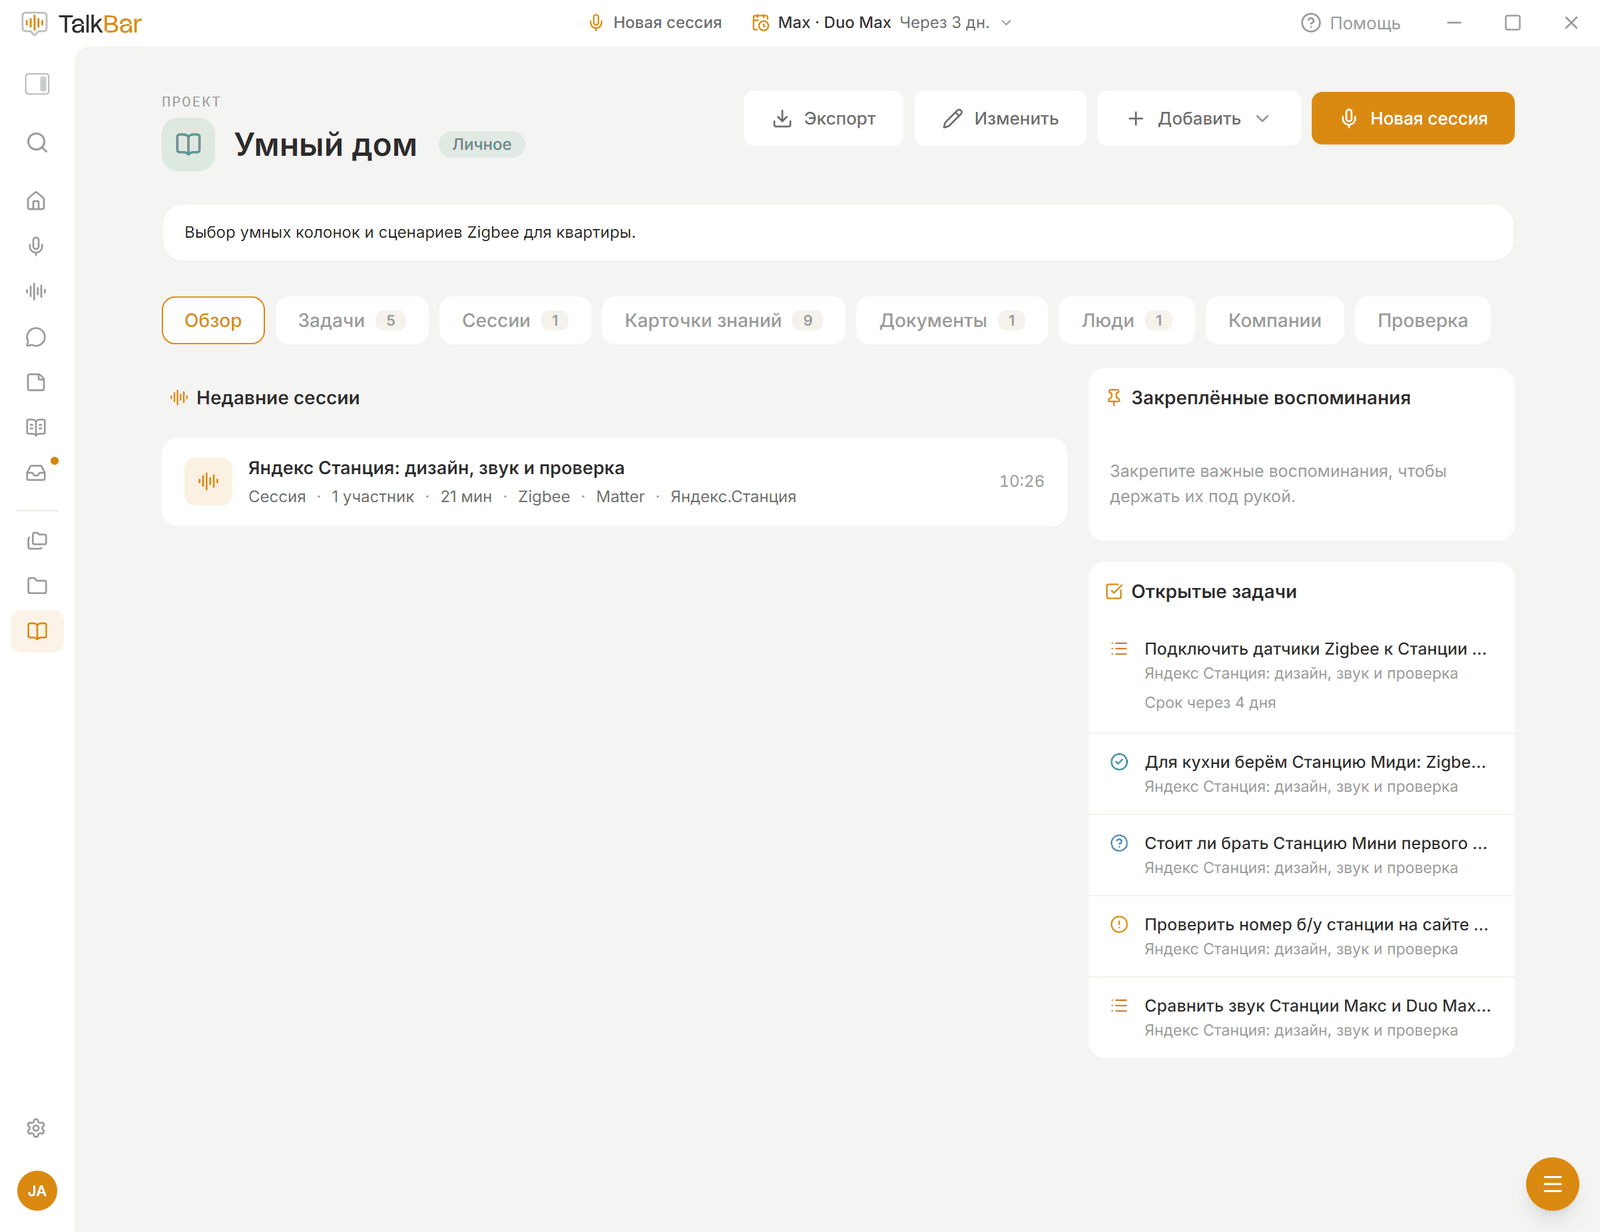 TalkBar
Новая сессия
Max · Duo Max Через 3 дн.
Помощь
ПРОЕКТ
Умный дом
Личное
Экспорт
Изменить
Добавить
Новая сессия
Выбор умных колонок и сценариев Zigbee для квартиры.
Обзор
Задачи 5
Сессии 1
Карточки знаний 9
Документы 1
Люди 1
Компании
Проверка
Недавние сессии
Яндекс Станция: дизайн, звук и проверка
Сессия · 1 участник · 21 мин · Zigbee · Matter · Яндекс.Станция
10:26
Закреплённые воспоминания
Закрепите важные воспоминания, чтобы
держать их под рукой.
Открытые задачи
Подключить датчики Zigbee к Станции ...
Яндекс Станция: дизайн, звук и проверка
Срок через 4 дня
Для кухни берём Станцию Миди: Zigbe...
Яндекс Станция: дизайн, звук и проверка
Стоит ли брать Станцию Мини первого ...
Яндекс Станция: дизайн, звук и проверка
Проверить номер б/у станции на сайте ...
Яндекс Станция: дизайн, звук и проверка
Сравнить звук Станции Макс и Duo Max...
Яндекс Станция: дизайн, звук и проверка
JA